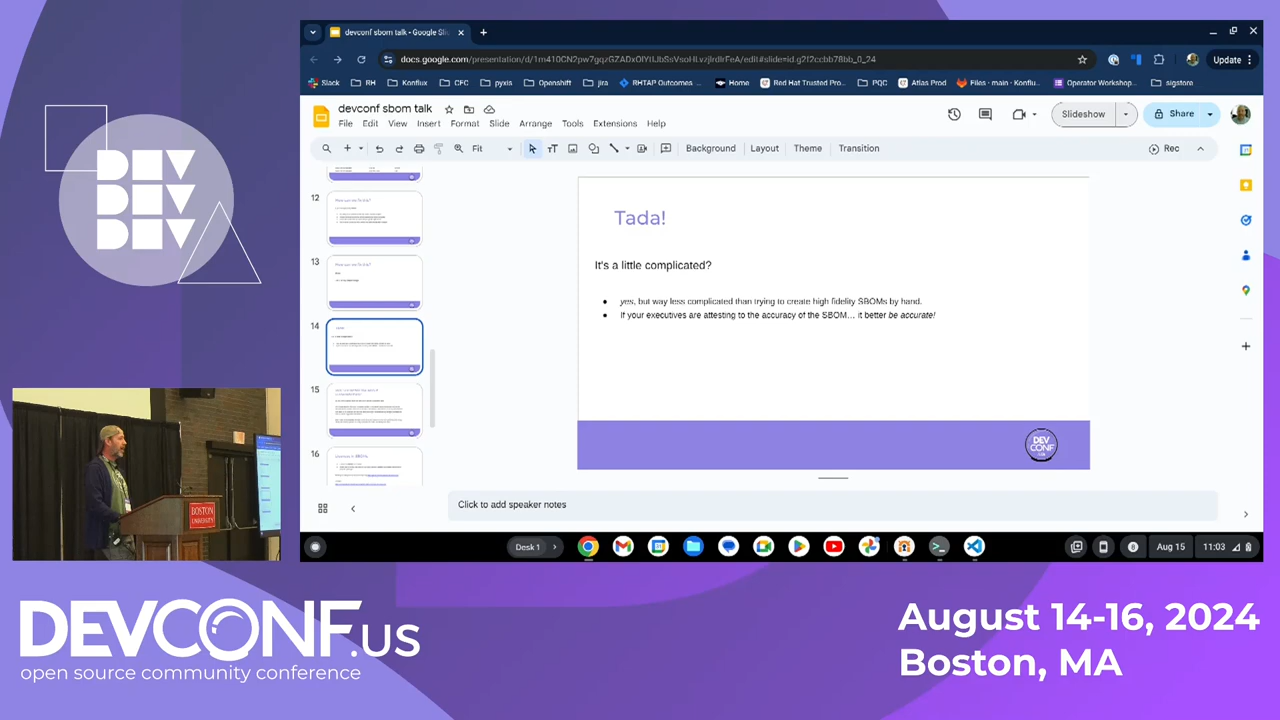 DEV
DEV
DEV
devconf sbom talk - Google Sli
docs.google.com/presentation/d/
Update
Slack
RH
Konflux
CFC
pyxis
Openshift
jira
RHTAP Outcomes ...
Home
Red Hat Trusted Pro...
PQC
Atlas Prod
Files · main · Konflu...
Operator Workshop...
sigstore
devconf sbom talk
File Edit View Insert Format Slide Arrange Tools Extensions Help
Slideshow
Share
Fit
Background
Layout
Theme
Transition
Rec
12
13
14
15
16
Tada!
It's a little complicated?
● yes, but way less complicated than trying to create high fidelity SBOMs by hand.
● If your executives are attesting to the accuracy of the SBOM… it better be accurate!
DEV
CONF
.US
Click to add speaker notes
BOSTON
UNIVERSITY
Desk 1
Aug 15
11:03
DEVCONF.US
open source community conference
August 14-16, 2024
Boston, MA